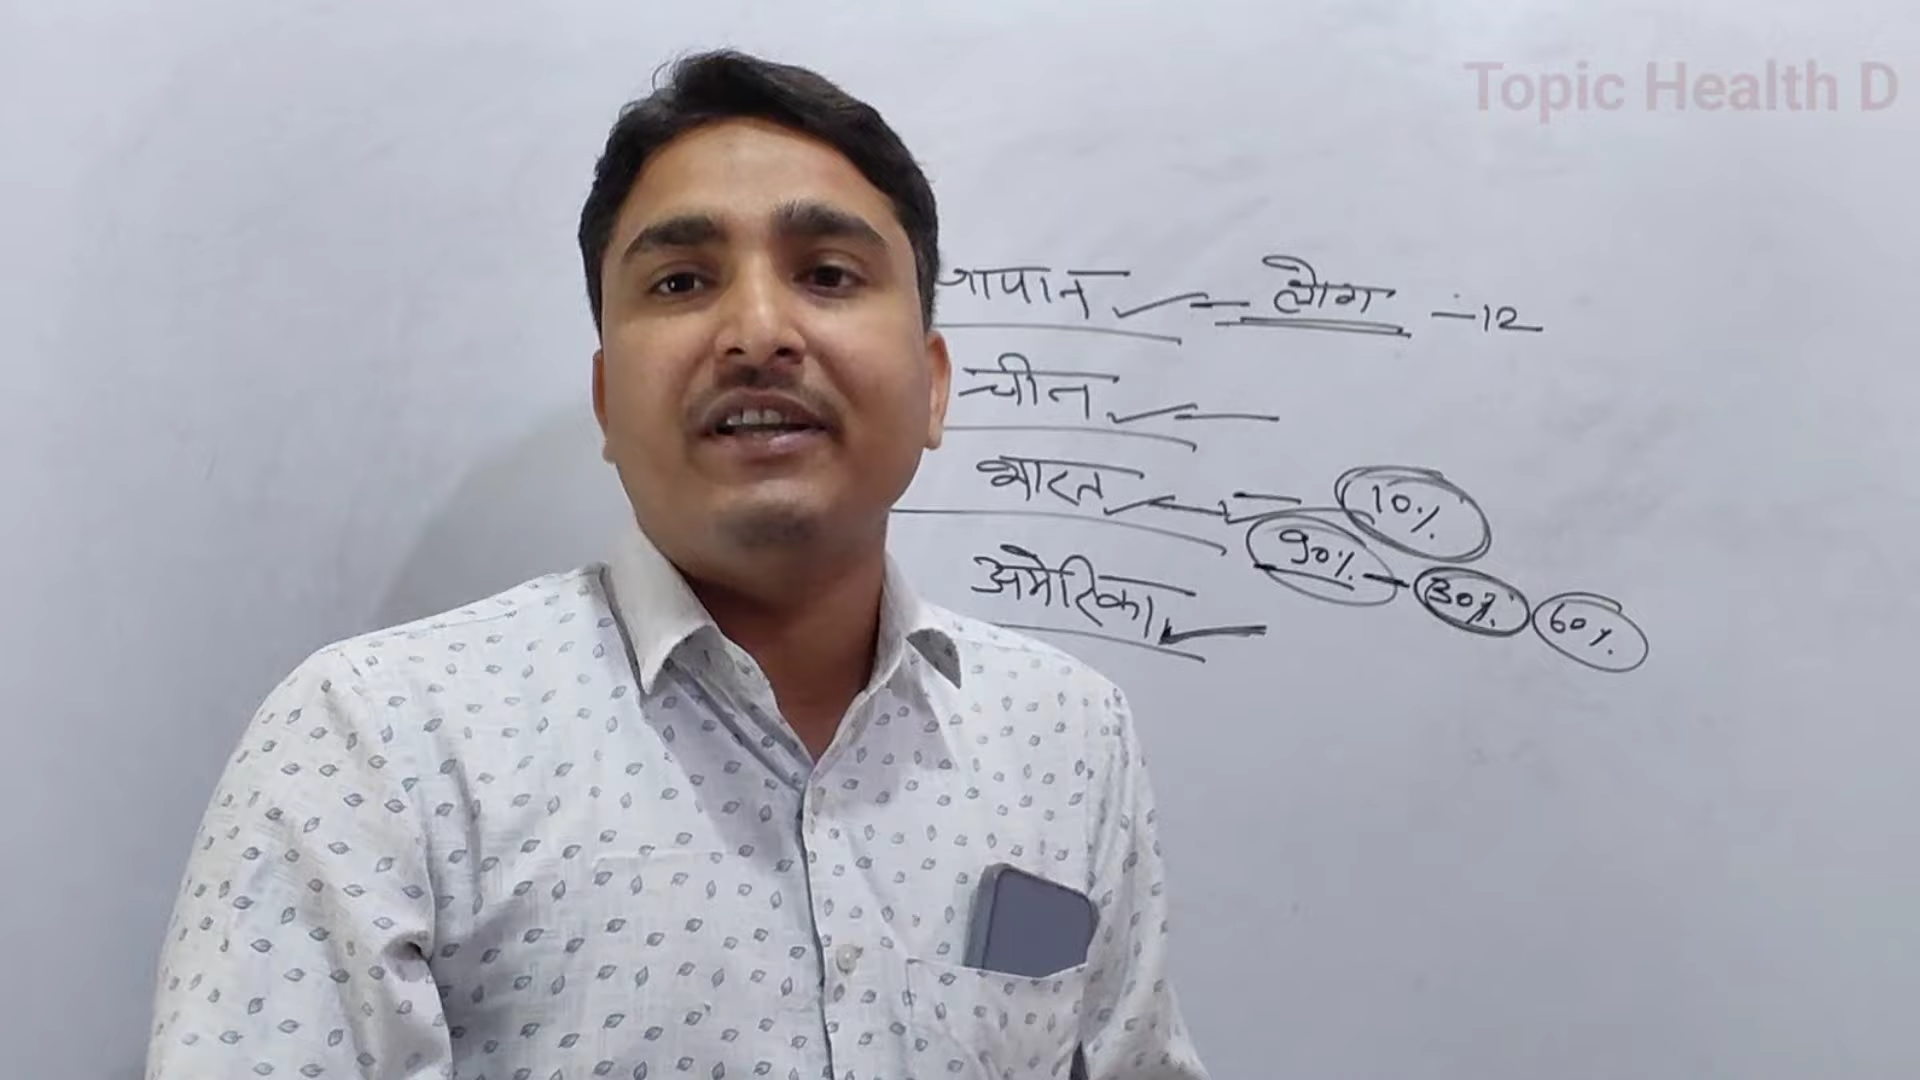 Topic Health D
जापान — लोग — 12
चीन
भारत 10%
90% — 30% 60%
अमेरिका